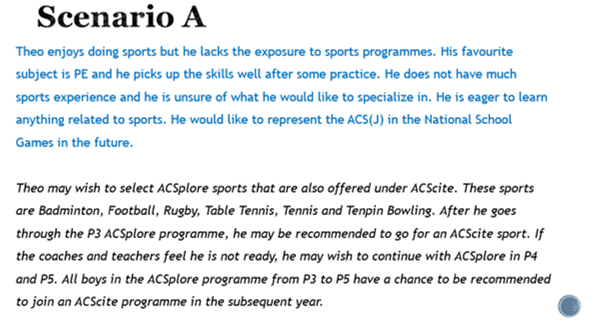 Scenario A
Theo enjoys doing sports but he lacks the exposure to sports programmes. His favourite
subject is PE and he picks up the skills well after some practice. He does not have much
sports experience and he is unsure of what he would like to specialize in. He is eager to learn
anything related to sports. He would like to represent the ACS(J) in the National School
Games in the future.
Theo may wish to select ACSplore sports that are also offered under ACScite. These sports
are Badminton, Football, Rugby, Table Tennis, Tennis and Tenpin Bowling. After he goes
through the P3 ACSplore programme, he may be recommended to go for an ACScite sport. If
the coaches and teachers feel he is not ready, he may wish to continue with ACSplore in P4
and P5. All boys in the ACSplore programme from P3 to P5 have a chance to be recommended
to join an ACScite programme in the subsequent year.